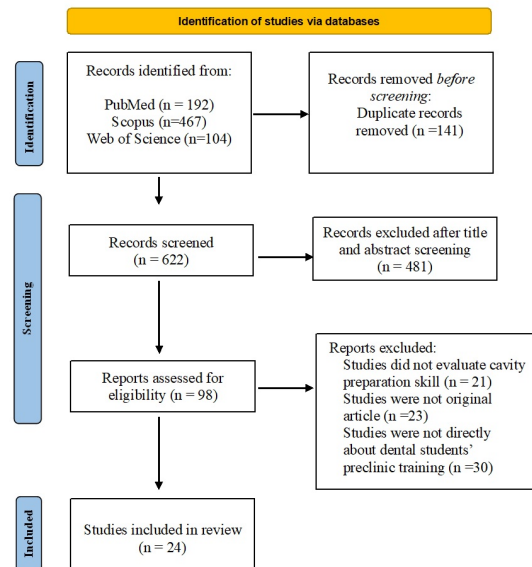 Identification of studies via databases
Identification
Records identified from:
PubMed (n = 192)
Scopus (n=467)
Web of Science (n=104)
Records removed before
screening:
Duplicate records
removed (n =141)
Screening
Records screened
(n = 622)
Records excluded after title
and abstract screening
(n = 481)
Reports assessed for
eligibility (n = 98)
Reports excluded:
Studies did not evaluate cavity
preparation skill (n = 21)
Studies were not original
article (n =23)
Studies were not directly
about dental students’
preclinic training (n =30)
Included
Studies included in review
(n = 24)